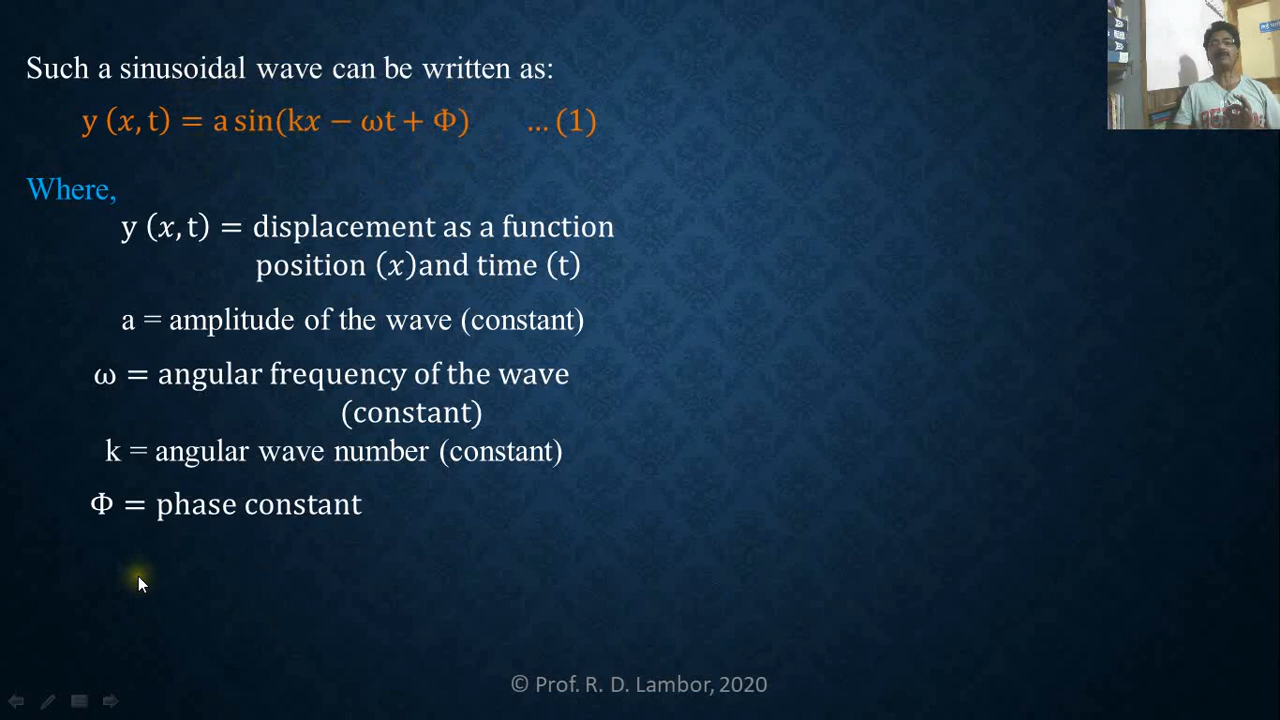 Such a sinusoidal wave can be written as:
y (x,t) = a sin(kx − ωt + Φ) ... (1)
Where,
y (x,t) = displacement as a function
position (x)and time (t)
a = amplitude of the wave (constant)
ω = angular frequency of the wave
(constant)
k = angular wave number (constant)
Φ = phase constant
© Prof. R. D. Lambor, 2020